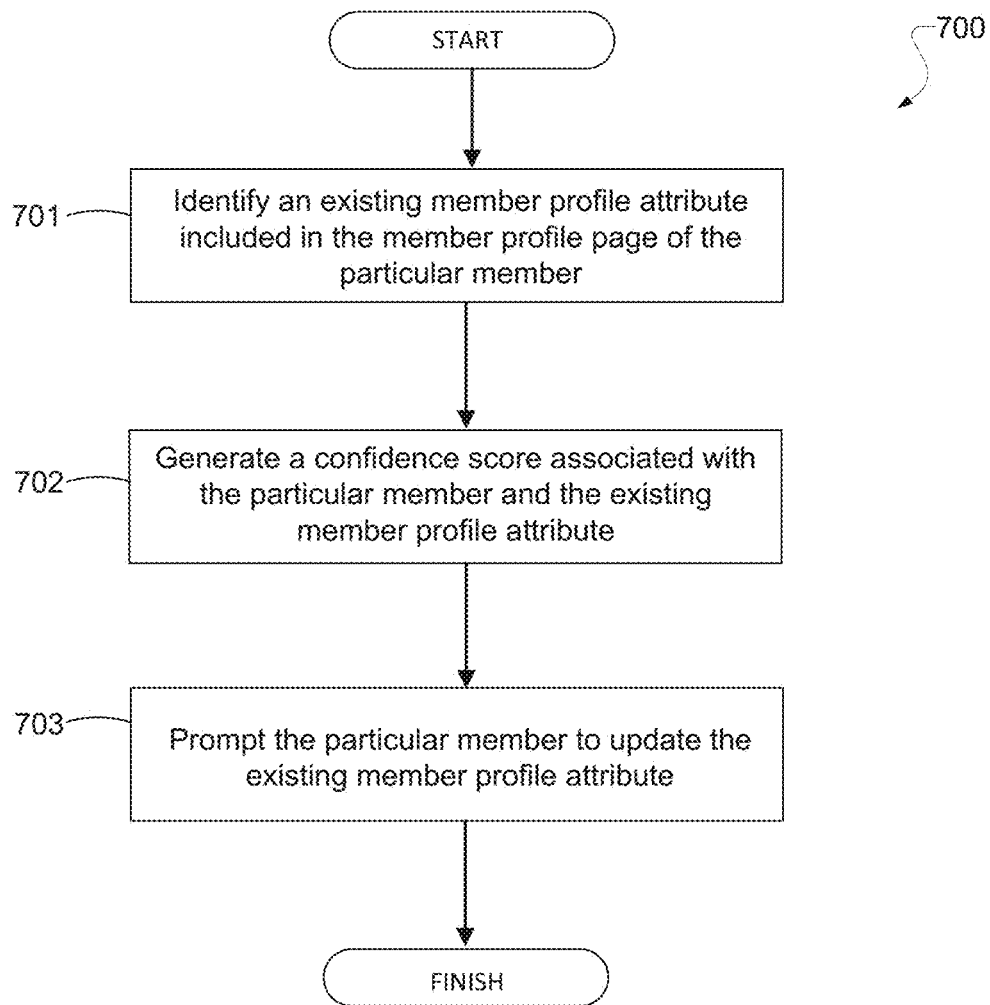 START
700
701
Identify an existing member profile attribute
included in the member profile page of the
particular member
702
Generate a confidence score associated with
the particular member and the existing
member profile attribute
703
Prompt the particular member to update the
existing member profile attribute
FINISH